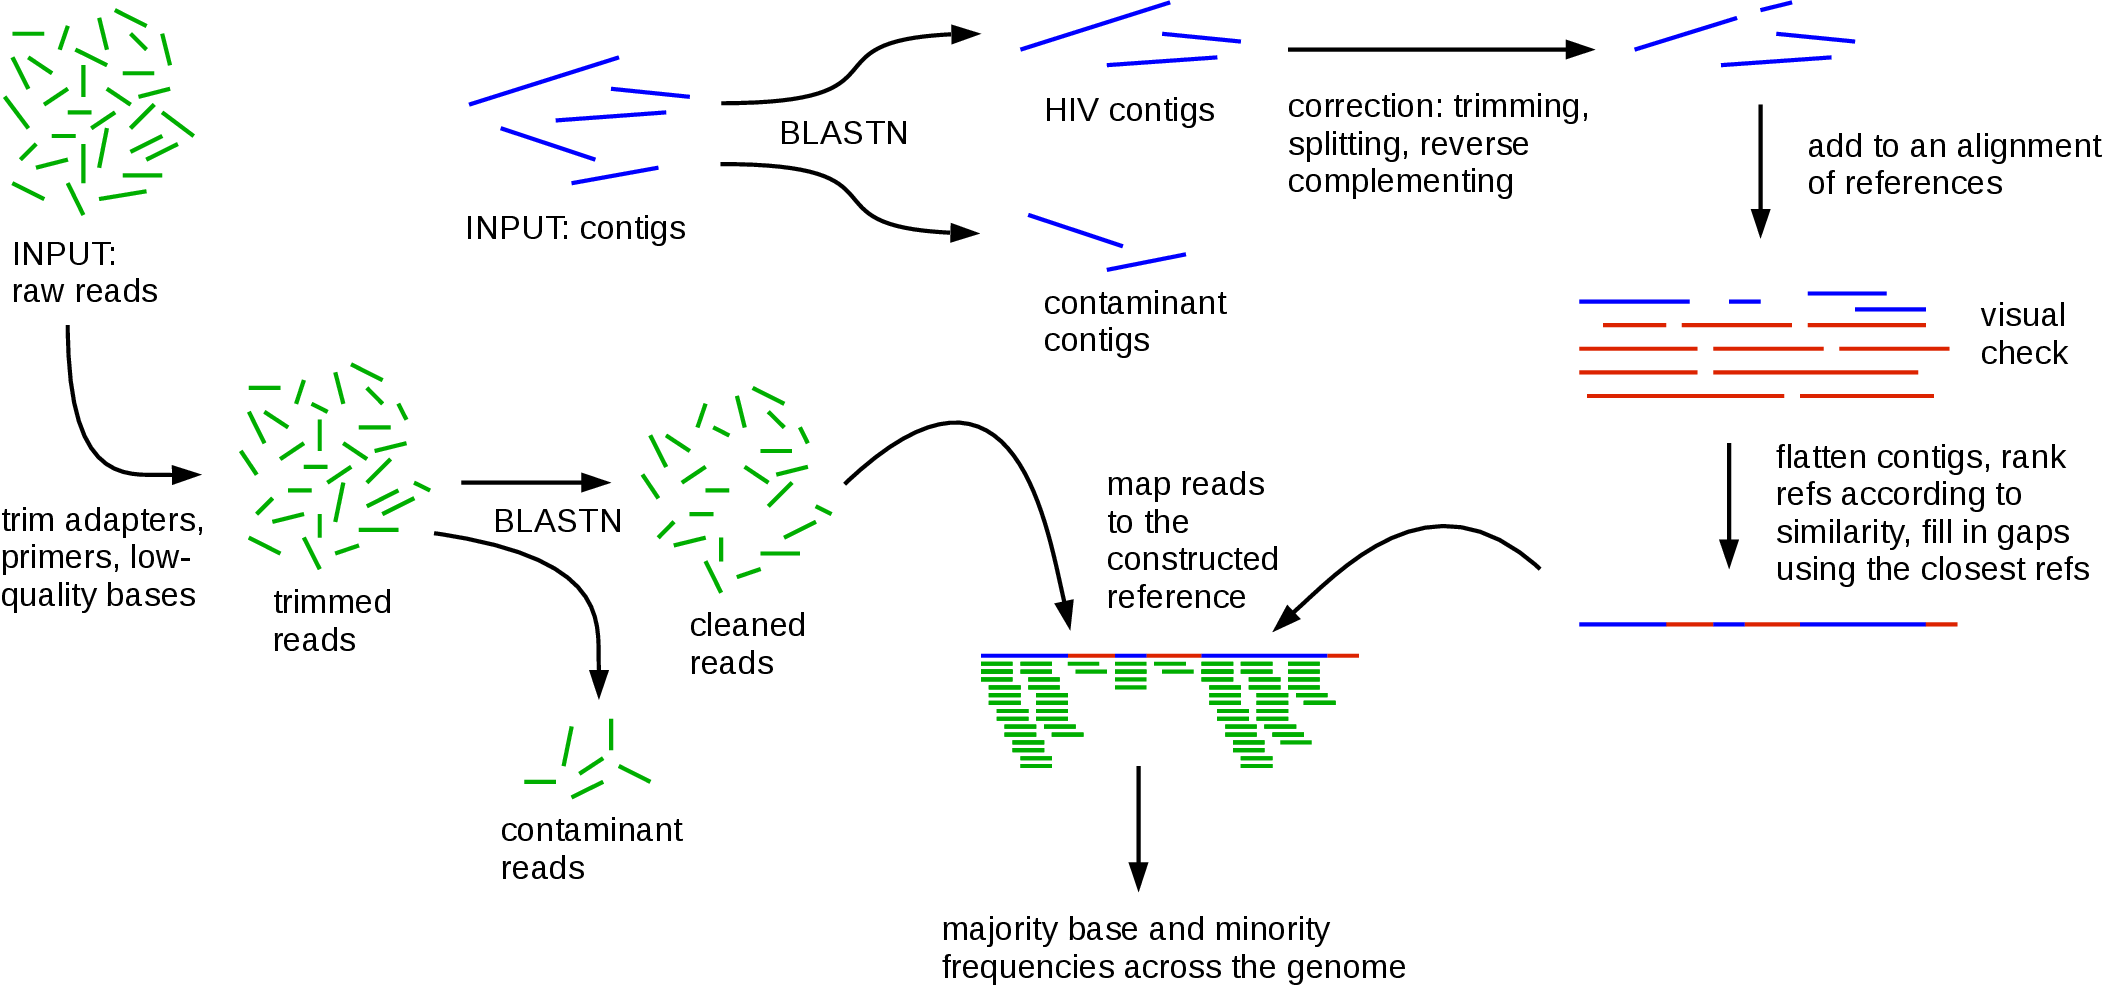 INPUT:
raw reads
INPUT: contigs
BLASTN
HIV contigs
contaminant
contigs
correction: trimming,
splitting, reverse
complementing
add to an alignment
of references
visual
check
flatten contigs, rank
refs according to
similarity, fill in gaps
using the closest refs
trim adapters,
primers, low-
quality bases
trimmed
reads
BLASTN
cleaned
reads
contaminant
reads
map reads
to the
constructed
reference
majority base and minority
frequencies across the genome